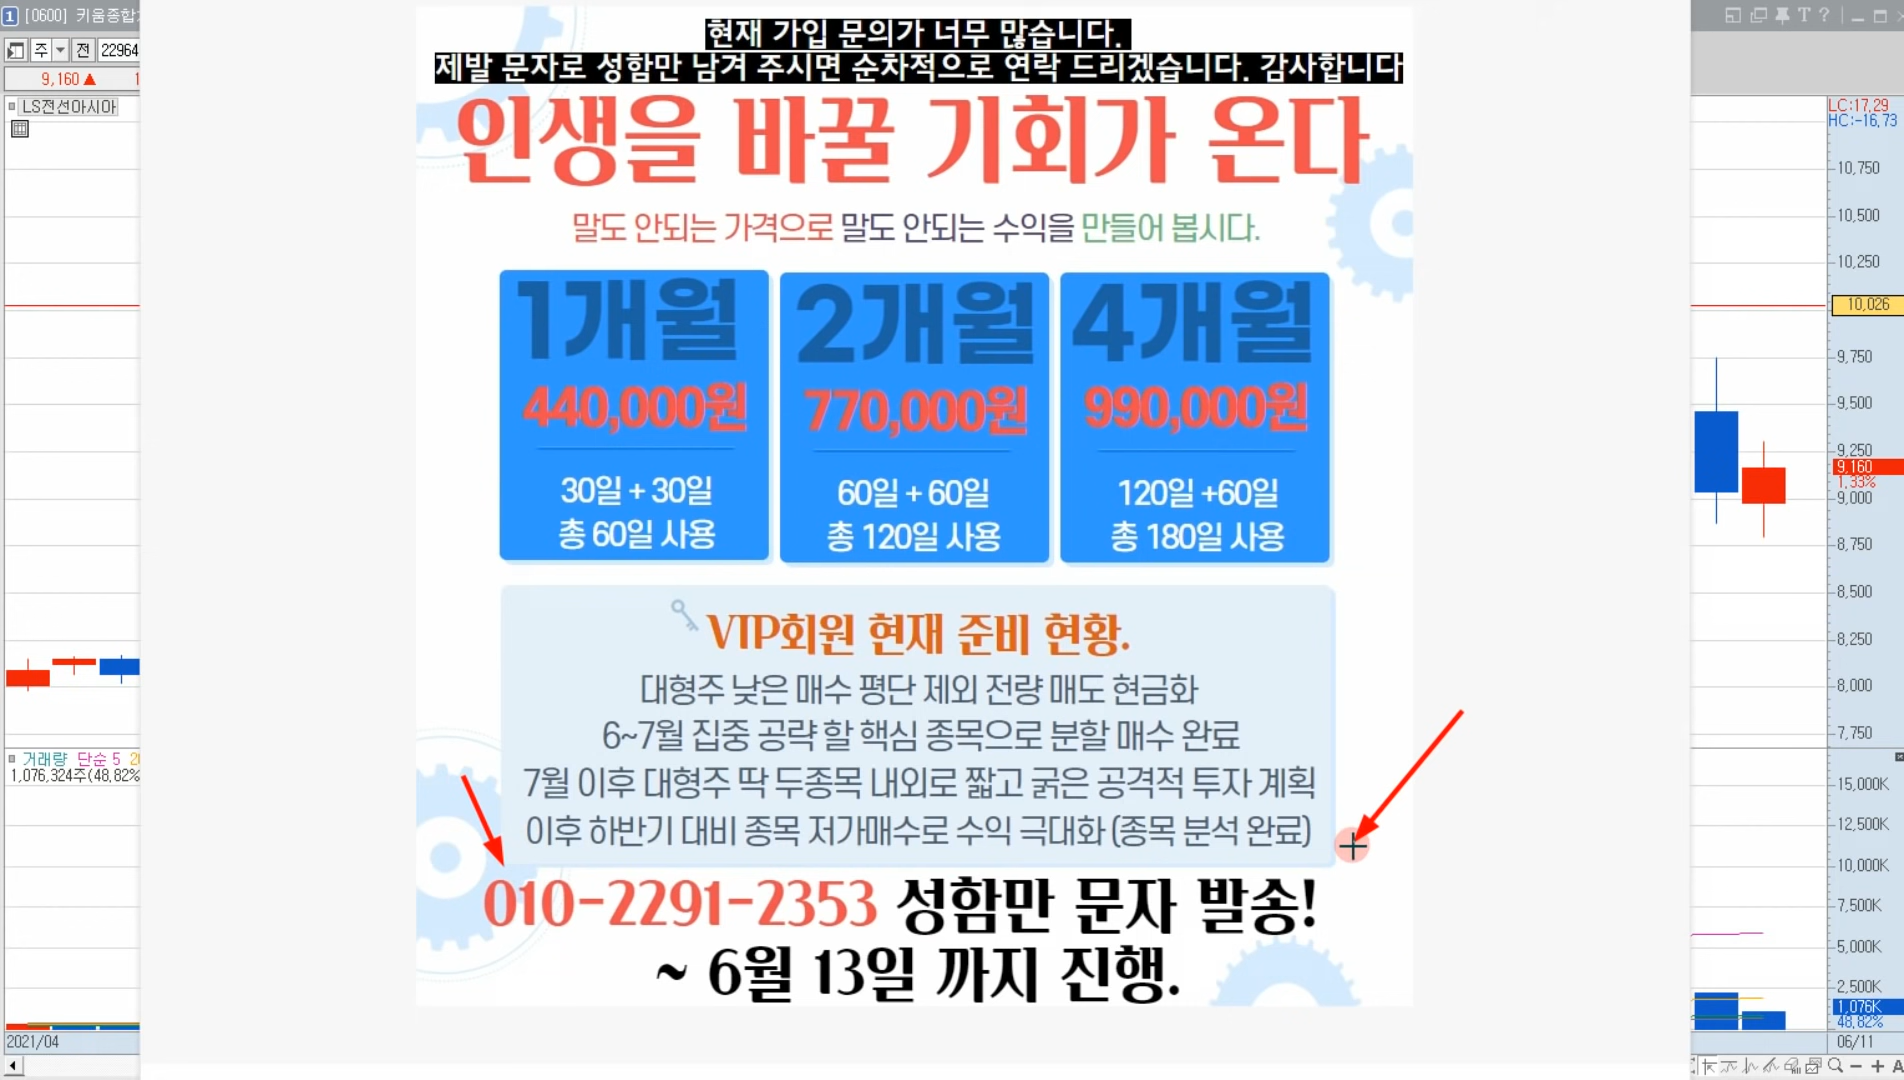 1 [0600] 키움종합
T ?
주 전 22964
9,160 ▲ 1
LS전선아시아
현재 가입 문의가 너무 많습니다.
제발 문자로 성함만 남겨 주시면 순차적으로 연락 드리겠습니다. 감사합니다
인생을 바꿀 기회가 온다
말도 안되는 가격으로 말도 안되는 수익을 만들어 봅시다.
1개월
440,000원
30일 + 30일
총 60일 사용
2개월
770,000원
60일 + 60일
총 120일 사용
4개월
990,000원
120일 +60일
총 180일 사용
VIP회원 현재 준비 현황.
대형주 낮은 매수 평단 제외 전량 매도 현금화
6~7월 집중 공략 할 핵심 종목으로 분할 매수 완료
7월 이후 대형주 딱 두종목 내외로 짧고 굵은 공격적 투자 계획
이후 하반기 대비 종목 저가매수로 수익 극대화 (종목 분석 완료)
010-2291-2353 성함만 문자 발송!
~ 6월 13일 까지 진행.
거래량 단순 5 20
1,076,324주(48,82%
2021/04
LC:17,29
HC:-16,73
10,750
10,500
10,250
10,026
9,750
9,500
9,250
9,160
1,33%
9,000
8,750
8,500
8,250
8,000
7,750
15,000K
12,500K
10,000K
7,500K
5,000K
2,500K
1,076K
48,82%
06/11
A